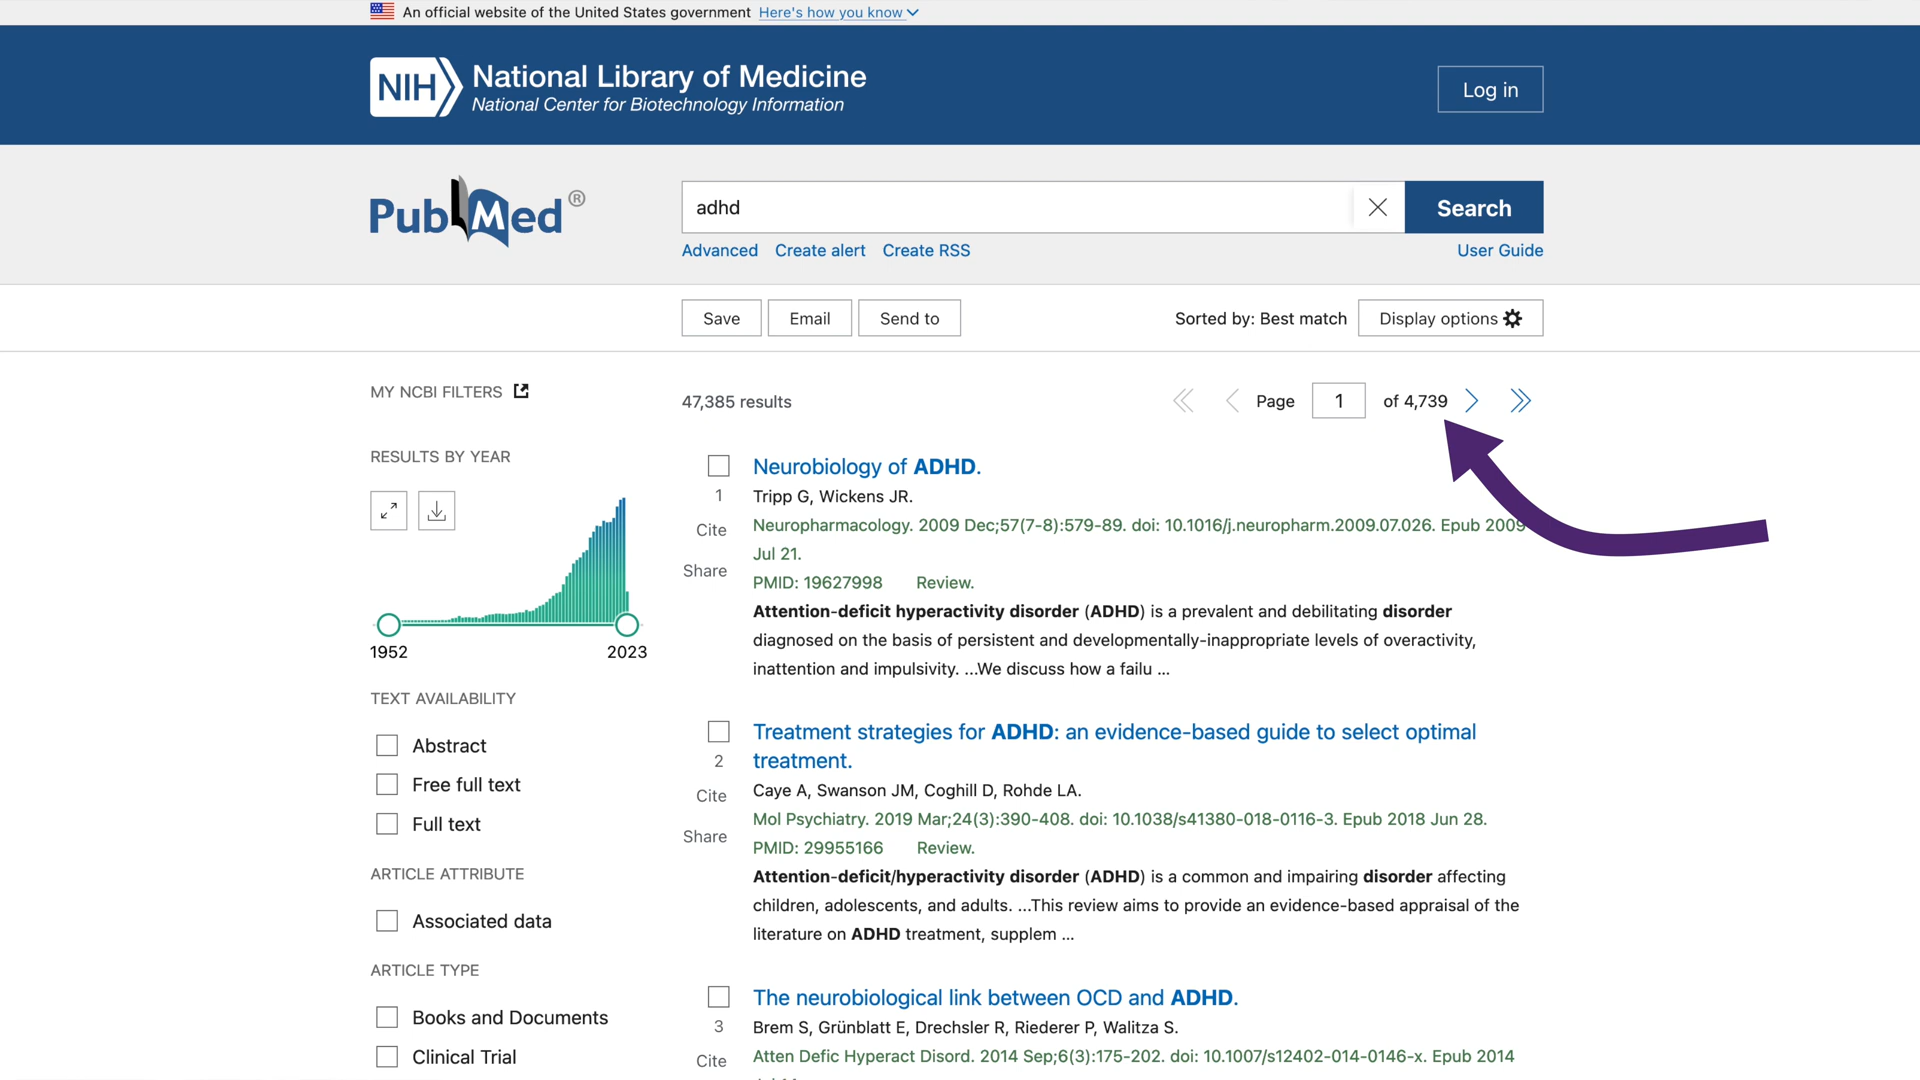 An official website of the United States government Here's how you know
NIH National Library of Medicine
National Center for Biotechnology Information
Log in
PubMed®
adhd
Search
Advanced Create alert Create RSS
User Guide
Save Email Send to
Sorted by: Best match Display options
MY NCBI FILTERS
47,385 results
Page 1 of 4,739
RESULTS BY YEAR
1952 2023
TEXT AVAILABILITY
Abstract
Free full text
Full text
ARTICLE ATTRIBUTE
Associated data
ARTICLE TYPE
Books and Documents
Clinical Trial
Neurobiology of ADHD.
1
Cite
Share
Tripp G, Wickens JR.
Neuropharmacology. 2009 Dec;57(7-8):579-89. doi: 10.1016/j.neuropharm.2009.07.026. Epub 2009
Jul 21.
PMID: 19627998 Review.
Attention-deficit hyperactivity disorder (ADHD) is a prevalent and debilitating disorder
diagnosed on the basis of persistent and developmentally-inappropriate levels of overactivity,
inattention and impulsivity. ...We discuss how a failu ...
Treatment strategies for ADHD: an evidence-based guide to select optimal
treatment.
2
Cite
Share
Caye A, Swanson JM, Coghill D, Rohde LA.
Mol Psychiatry. 2019 Mar;24(3):390-408. doi: 10.1038/s41380-018-0116-3. Epub 2018 Jun 28.
PMID: 29955166 Review.
Attention-deficit/hyperactivity disorder (ADHD) is a common and impairing disorder affecting
children, adolescents, and adults. ...This review aims to provide an evidence-based appraisal of the
literature on ADHD treatment, supplem ...
The neurobiological link between OCD and ADHD.
3
Cite
Brem S, Grünblatt E, Drechsler R, Riederer P, Walitza S.
Atten Defic Hyperact Disord. 2014 Sep;6(3):175-202. doi: 10.1007/s12402-014-0146-x. Epub 2014